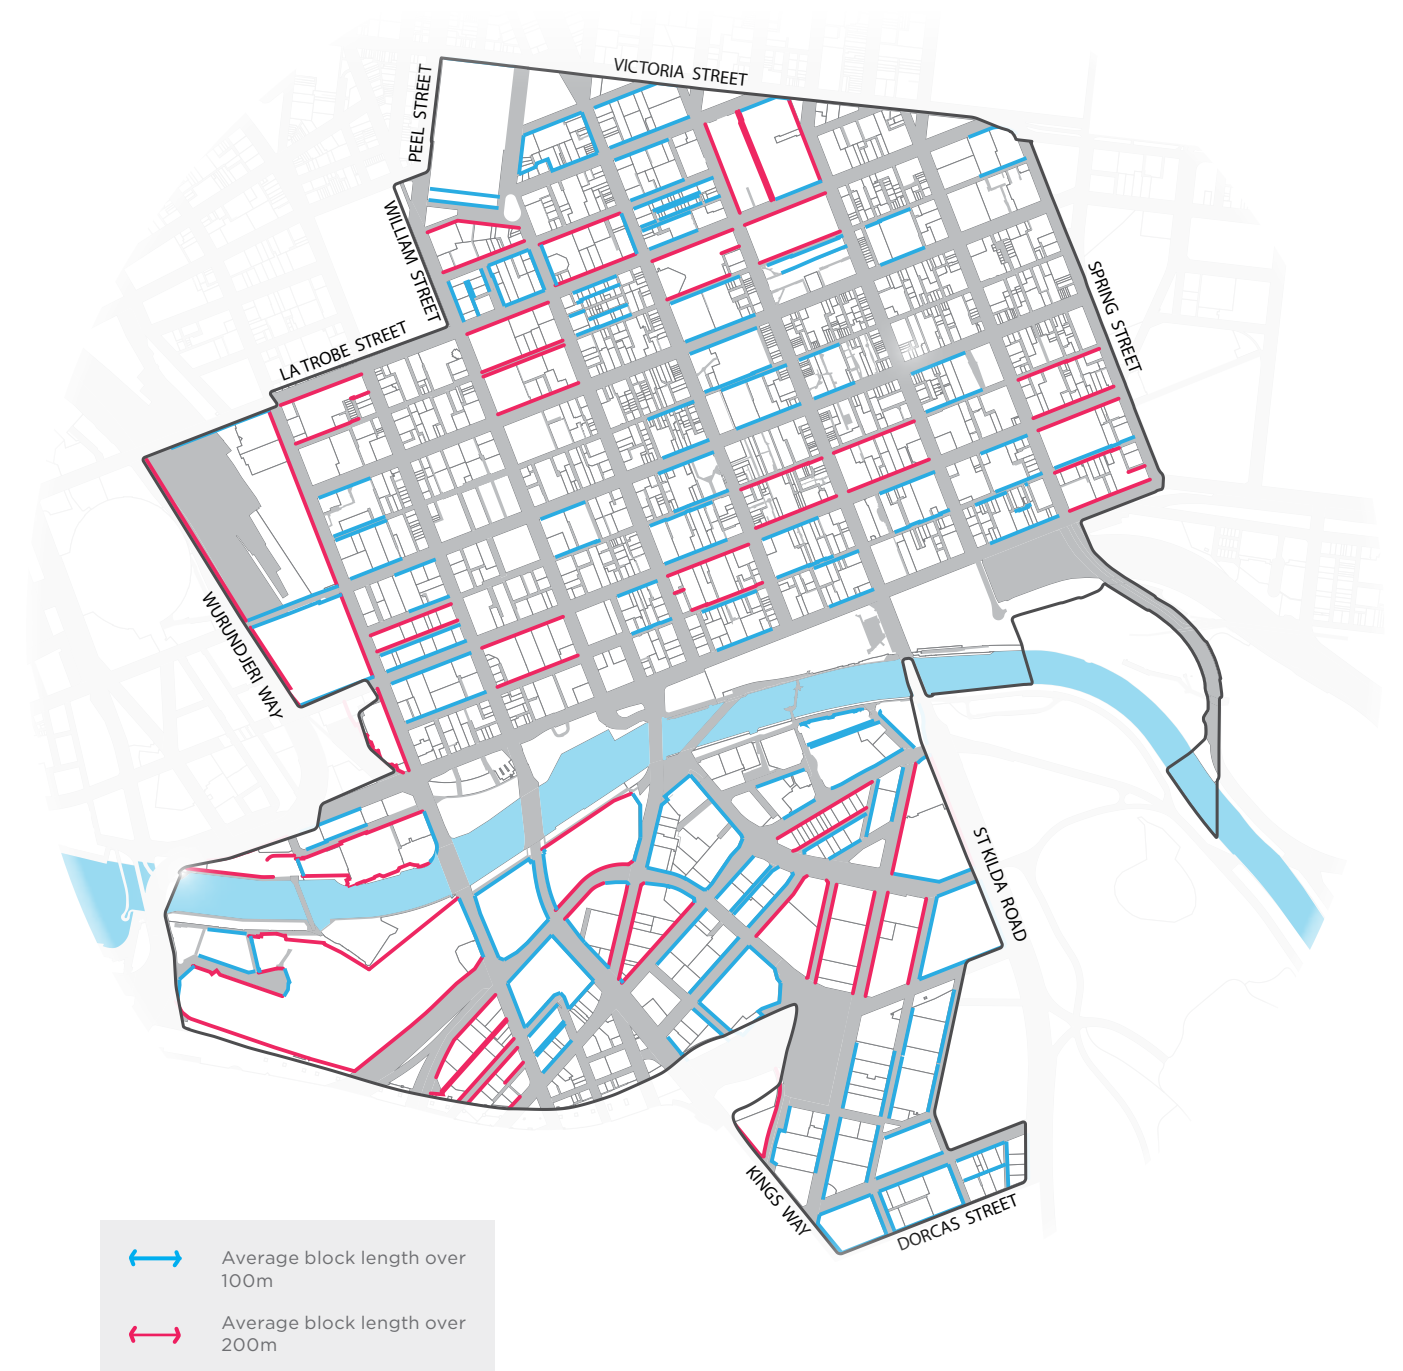 VICTORIA STREET
PEEL STREET
WILLIAM STREET
SPRING STREET
LA TROBE STREET
WURUNDJERI WAY
ST KILDA ROAD
KINGS WAY
DORCAS STREET
Average block length over
100m
Average block length over
200m